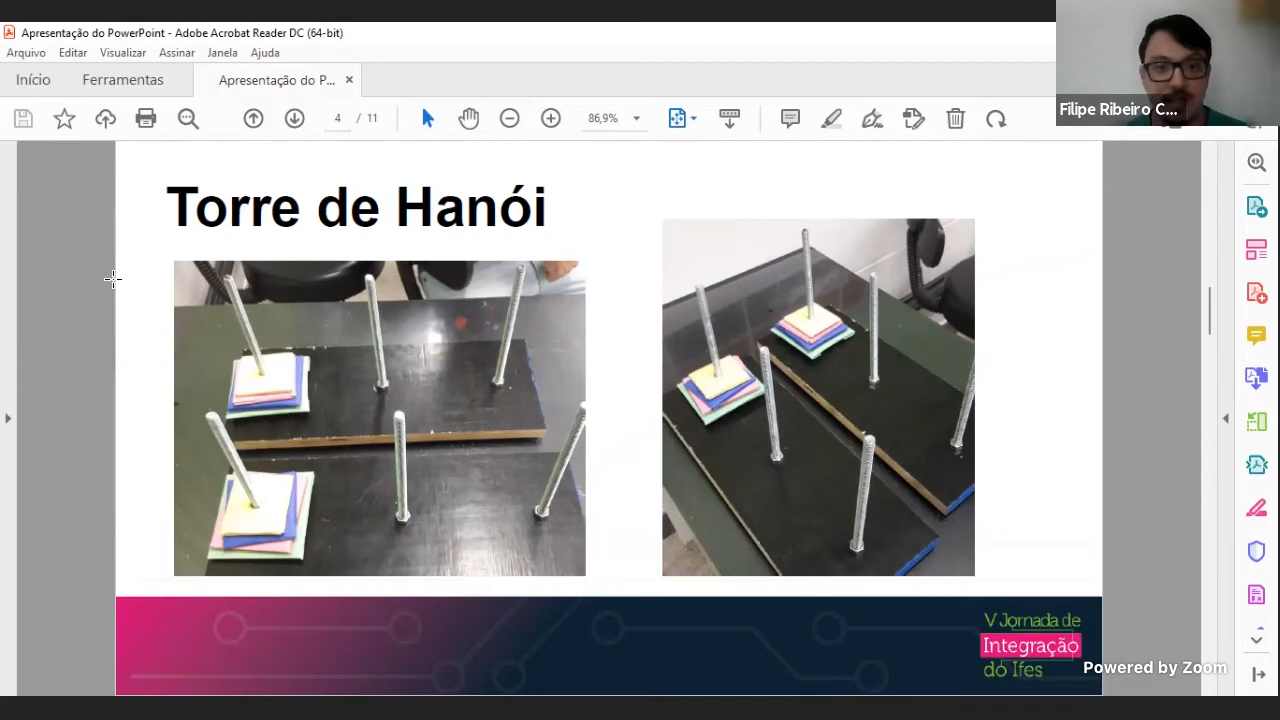 Apresentação do PowerPoint - Adobe Acrobat Reader DC (64-bit)
Arquivo Editar Visualizar Assinar Janela Ajuda
Início Ferramentas Apresentação do P... ×
4 / 11 86,9%
Filipe Ribeiro C...
Torre de Hanói
V Jornada de
Integração
do Ifes
Powered by Zoom